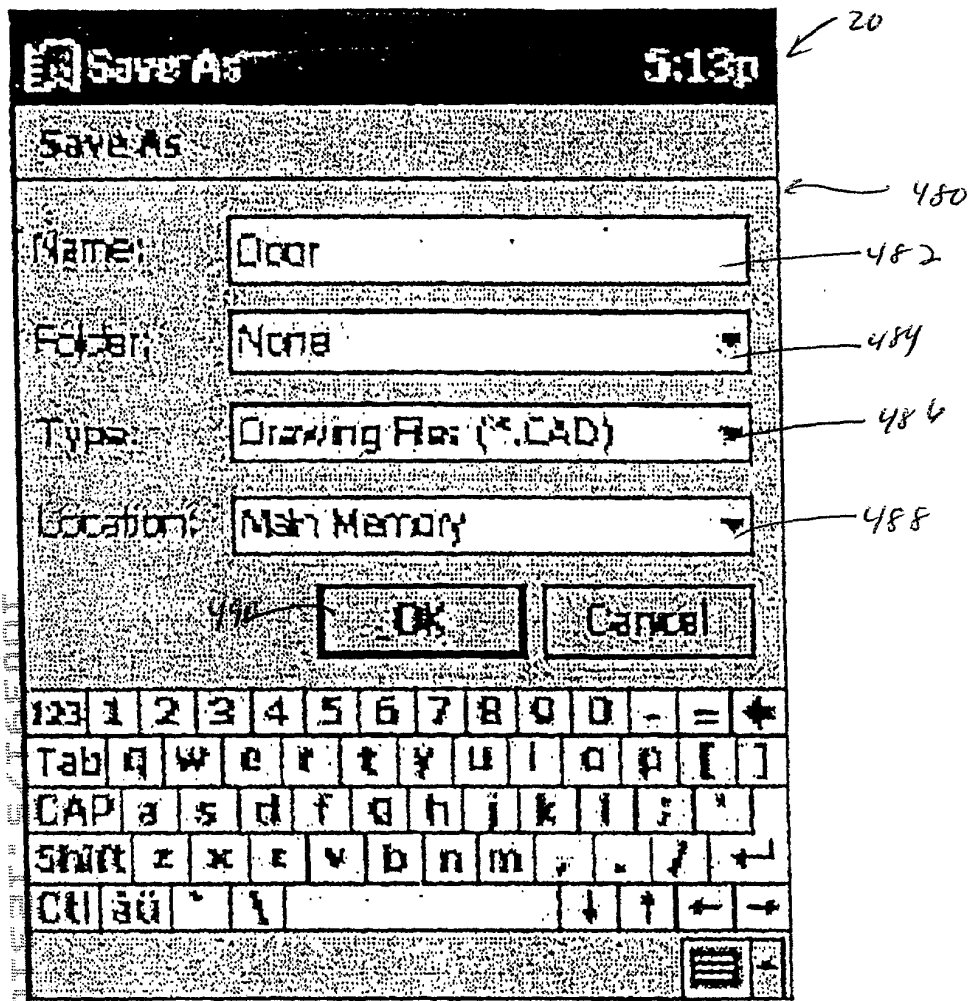 Save As 5:13p
20
Save As
480
Name: Door
482
Folder: None
484
Type: Drawing Files (*.CAD)
486
Location: Main Memory
488
490
OK Cancel
123 1 2 3 4 5 6 7 8 9 0 - = ←
Tab q w e r t y u i o p [ ]
CAP a s d f g h j k l ; '
Shift z x c v b n m , . / ↵
Ctl áü ` \ ↓ ↑ ← →